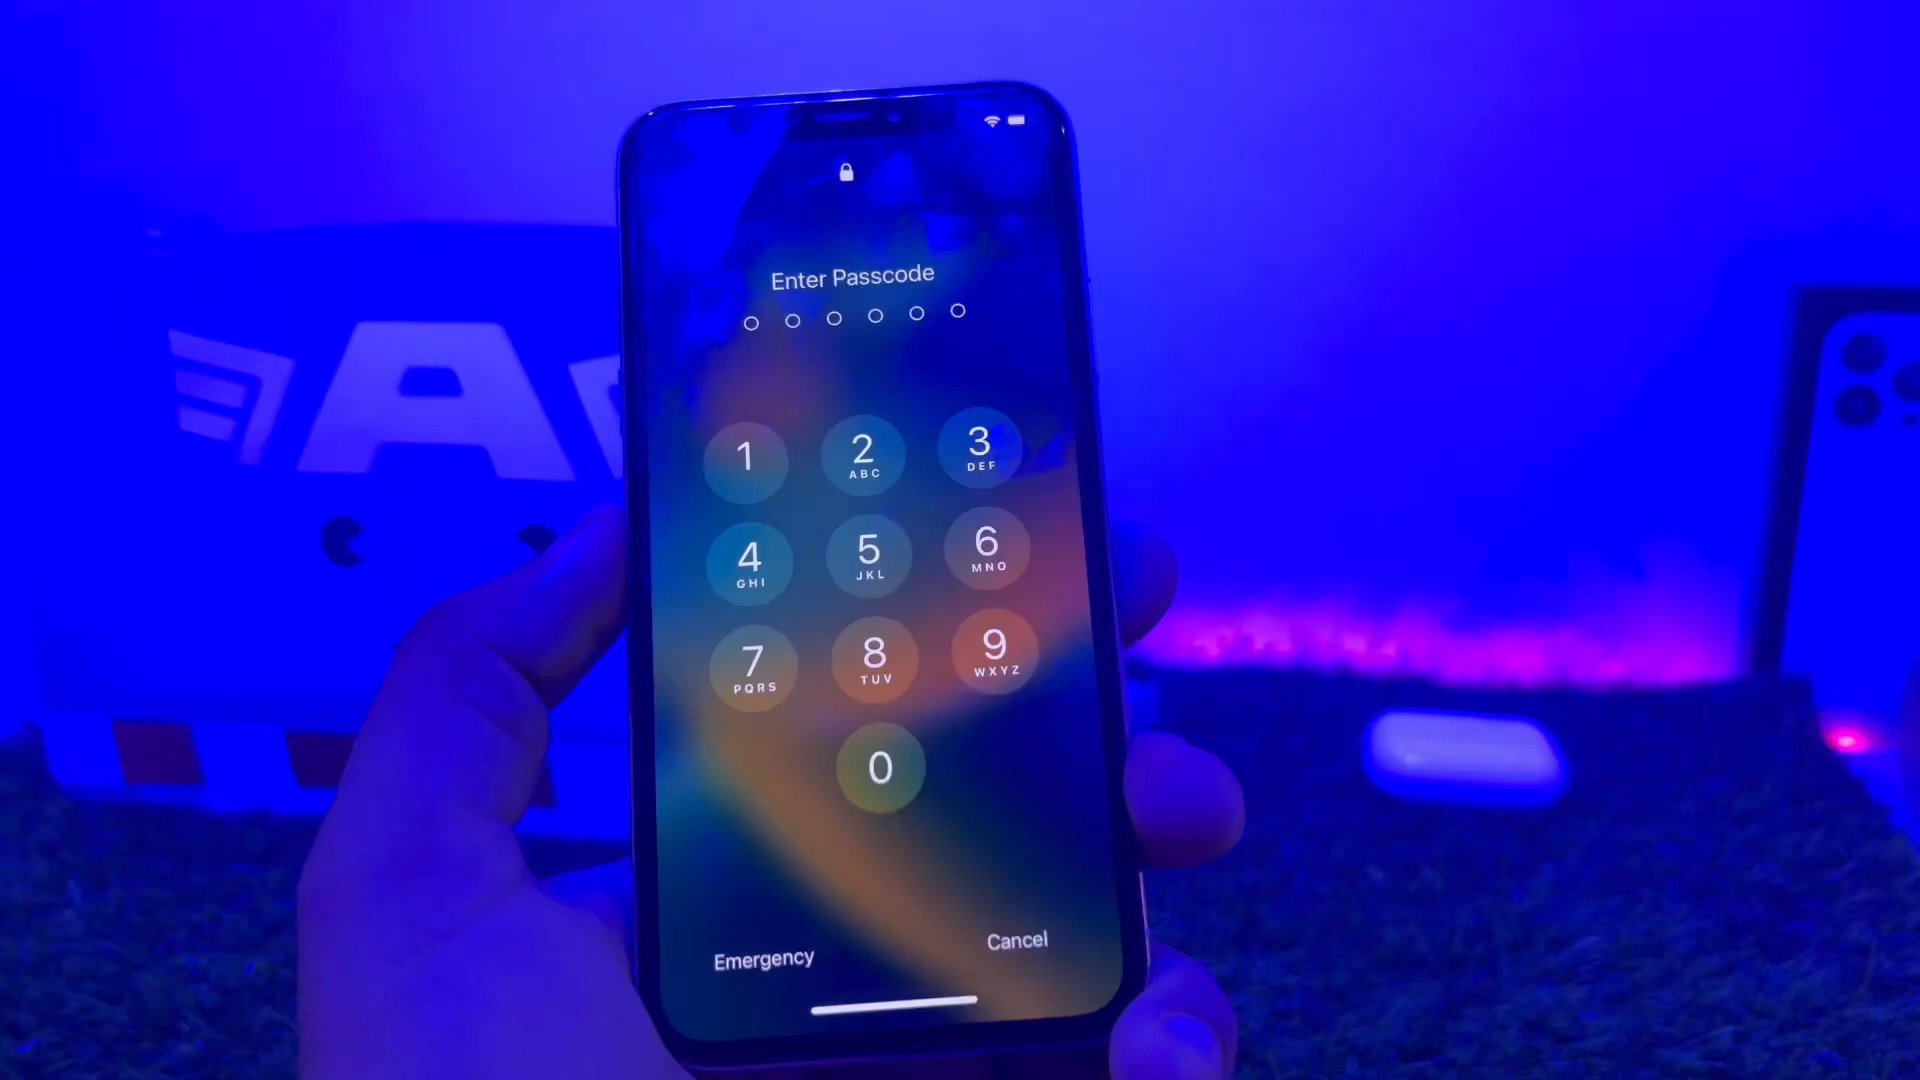 Enter Passcode
1
2
ABC
3
DEF
4
GHI
5
JKL
6
MNO
7
PQRS
8
TUV
9
WXYZ
0
Emergency
Cancel
A